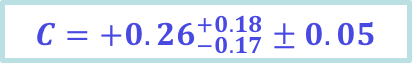 C = +0.26^{+0.18}_{-0.17} ± 0.05